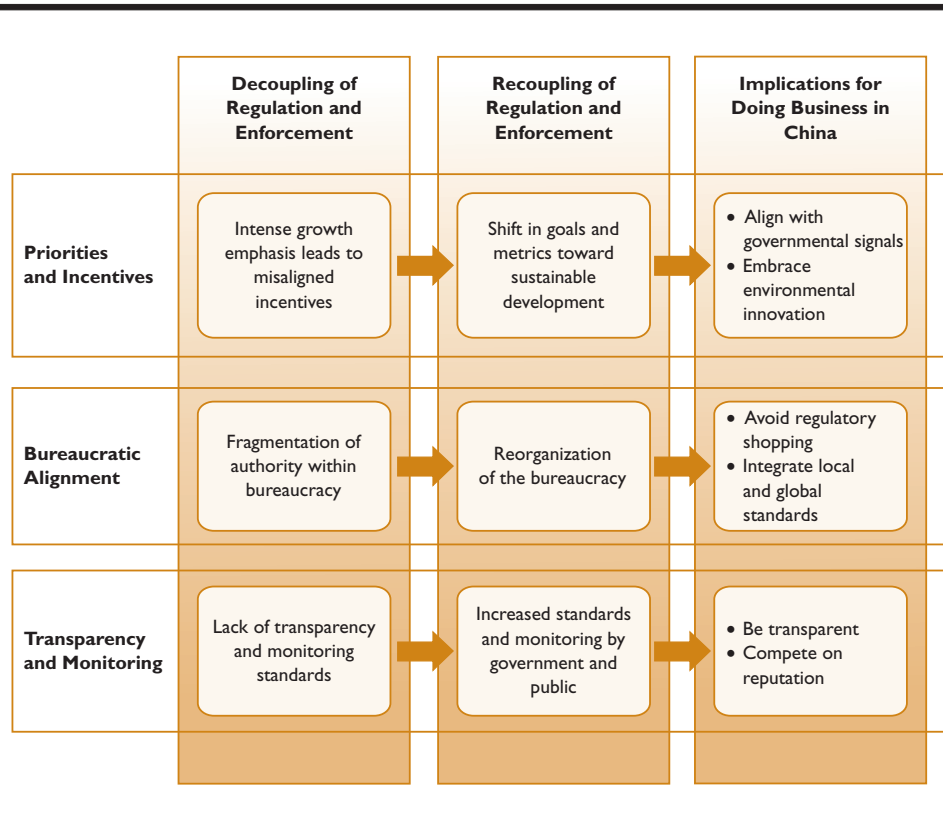 Decoupling of
Regulation and
Enforcement
Recoupling of
Regulation and
Enforcement
Implications for
Doing Business in
China
Priorities
and Incentives
Intense growth
emphasis leads to
misaligned
incentives
Shift in goals and
metrics toward
sustainable
development
• Align with
governmental signals
• Embrace
environmental
innovation
Bureaucratic
Alignment
Fragmentation of
authority within
bureaucracy
Reorganization
of the bureaucracy
• Avoid regulatory
shopping
• Integrate local
and global
standards
Transparency
and Monitoring
Lack of transparency
and monitoring
standards
Increased standards
and monitoring by
government and
public
• Be transparent
• Compete on
reputation